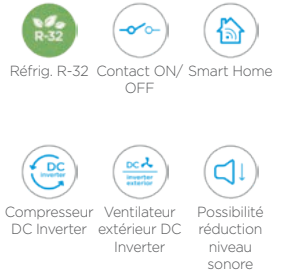 R-32
Réfrig. R-32
Contact ON/
OFF
Smart Home
DC
Inverter
Compresseur
DC Inverter
DC
Inverter
exterior
Ventilateur
extérieur DC
Inverter
Possibilité
réduction
niveau
sonore